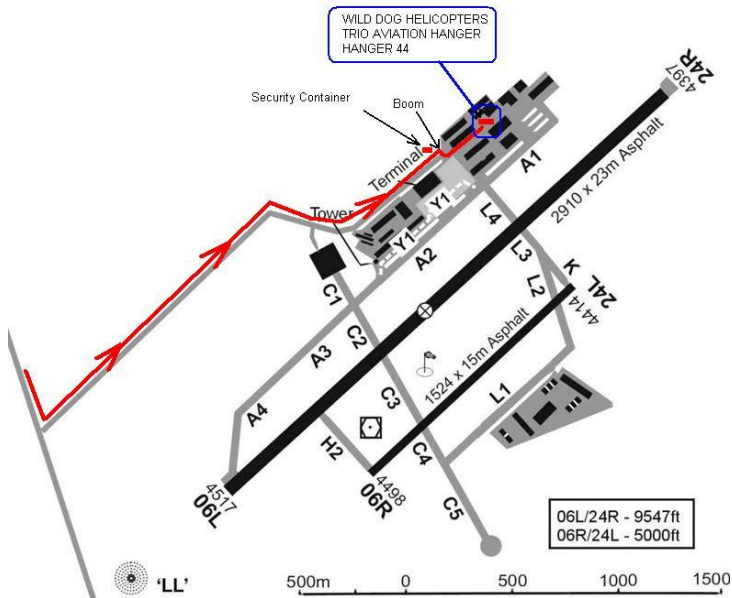 WILD DOG HELICOPTERS
TRIO AVIATION HANGER
HANGER 44
24R
4397
Security Container
Boom
Terminal
A1
2910 x 23m Asphalt
Tower
Y1
Y1
L4
A2
L3
K
L2
24L
4414
C1
C2
A3
1524 x 15m Asphalt
C3
L1
A4
H2
C4
4517
06L
4498
06R
C5
06L/24R - 9547ft
06R/24L - 5000ft
'LL'
500m 0 500 1000 1500